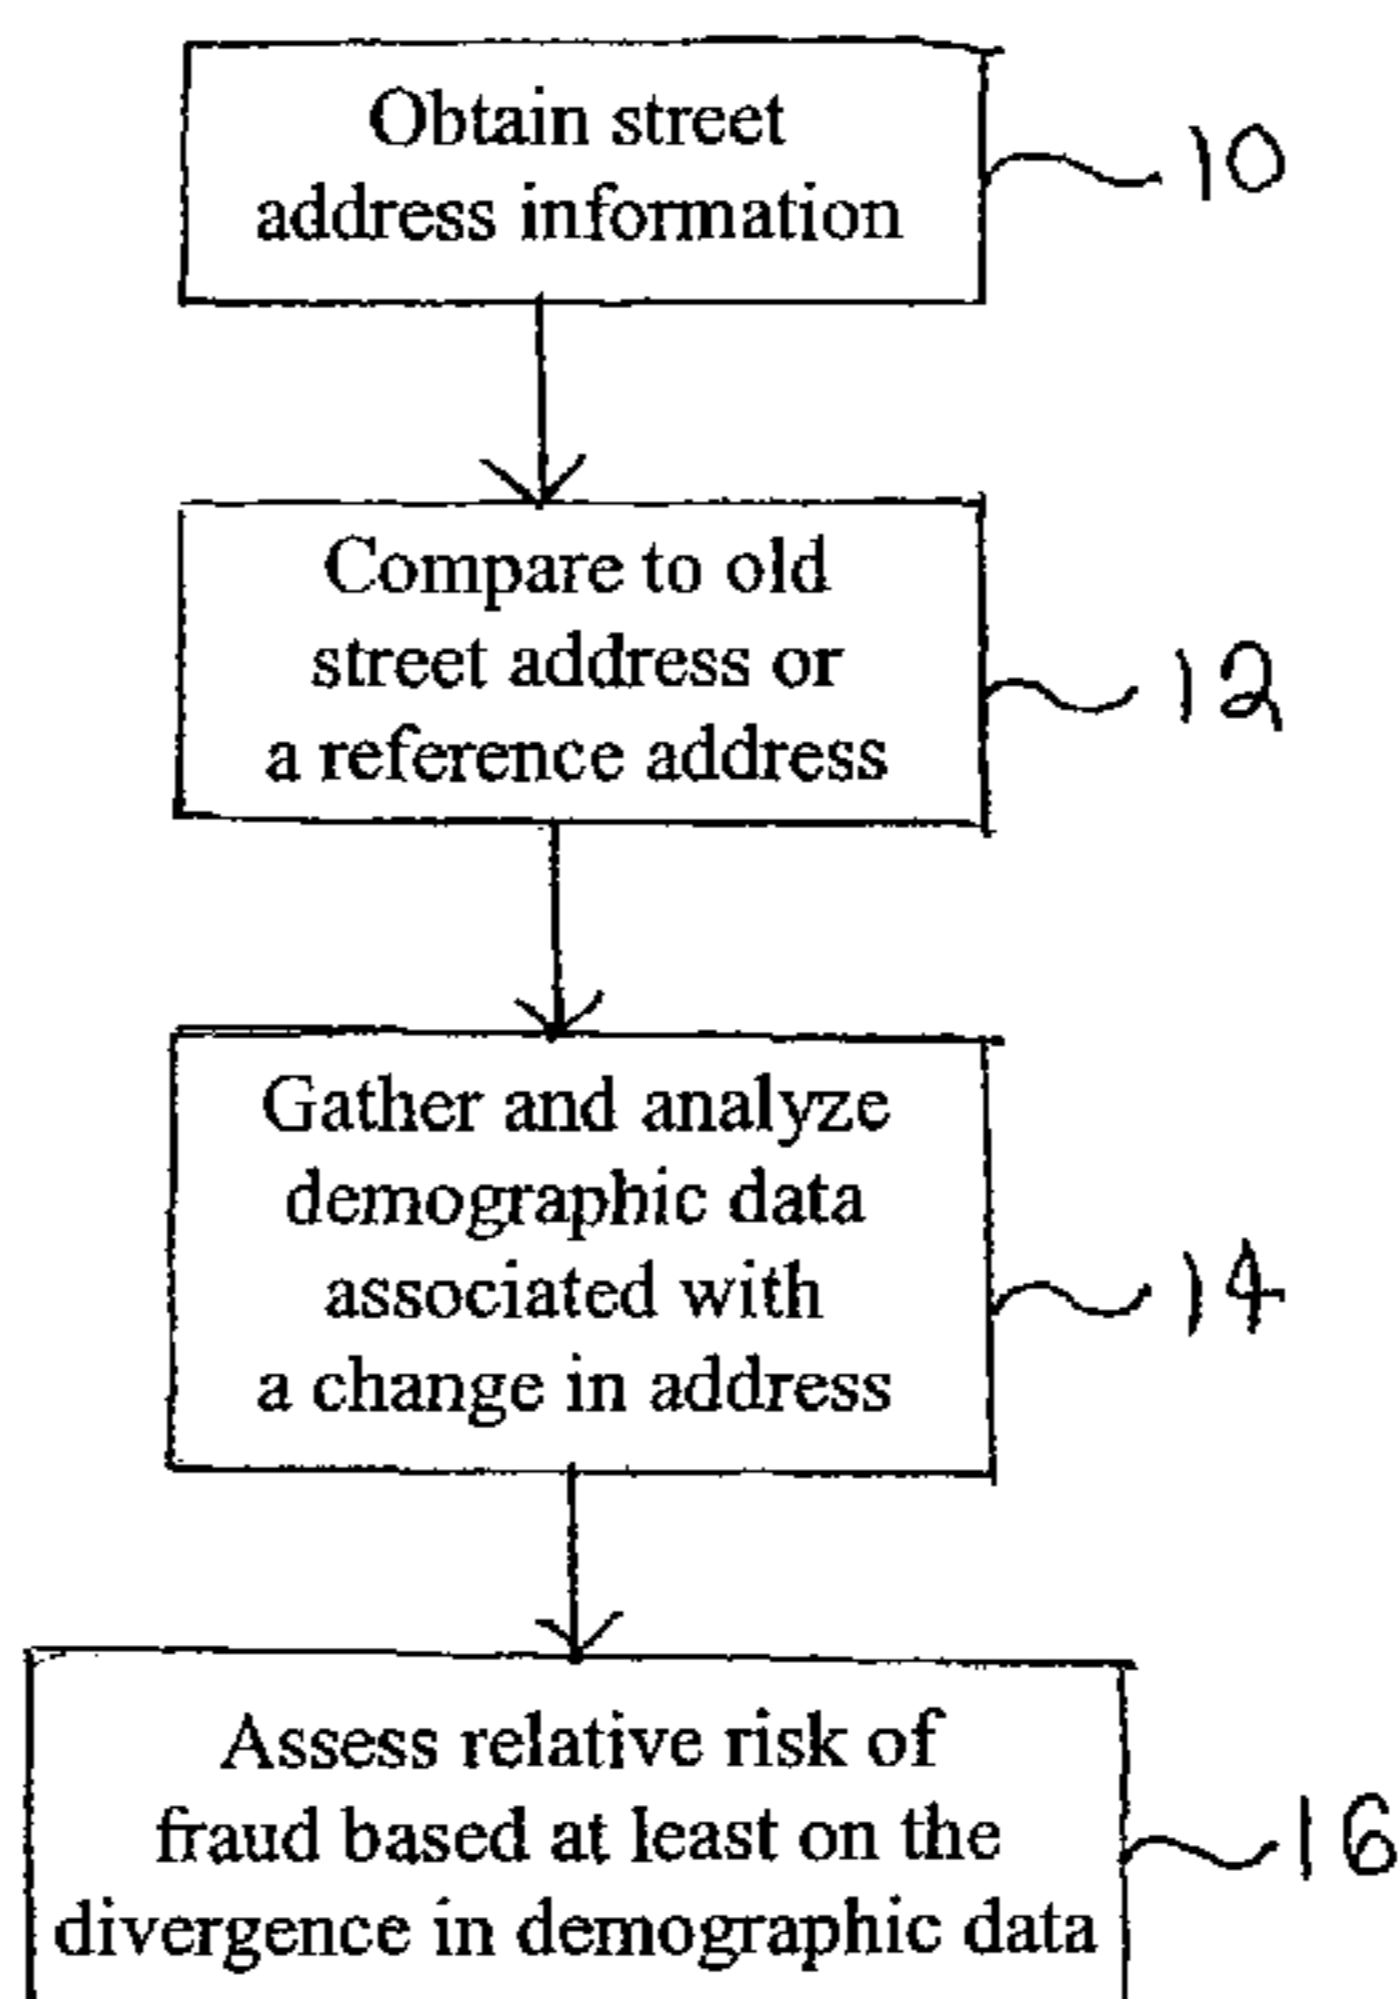 Obtain street
address information
10
Compare to old
street address or
a reference address
12
Gather and analyze
demographic data
associated with
a change in address
14
Assess relative risk of
fraud based at least on the
divergence in demographic data
16